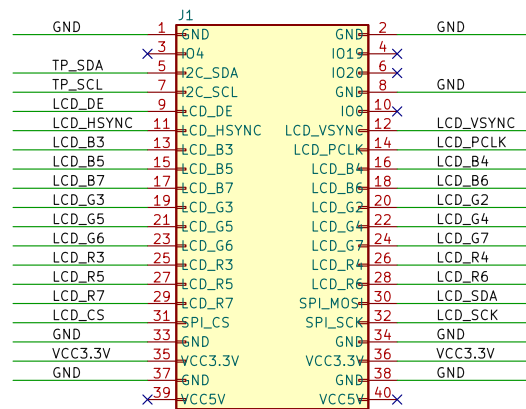 J1
GND 1 GND GND 2 GND
3 IO4 IO19 4
TP_SDA 5 I2C_SDA IO20 6
TP_SCL 7 I2C_SCL GND 8 GND
LCD_DE 9 LCD_DE IO0 10
LCD_HSYNC 11 LCD_HSYNC LCD_VSYNC 12 LCD_VSYNC
LCD_B3 13 LCD_B3 LCD_PCLK 14 LCD_PCLK
LCD_B5 15 LCD_B5 LCD_B4 16 LCD_B4
LCD_B7 17 LCD_B7 LCD_B6 18 LCD_B6
LCD_G3 19 LCD_G3 LCD_G2 20 LCD_G2
LCD_G5 21 LCD_G5 LCD_G4 22 LCD_G4
LCD_G6 23 LCD_G6 LCD_G7 24 LCD_G7
LCD_R3 25 LCD_R3 LCD_R4 26 LCD_R4
LCD_R5 27 LCD_R5 LCD_R6 28 LCD_R6
LCD_R7 29 LCD_R7 SPI_MOSI 30 LCD_SDA
LCD_CS 31 SPI_CS SPI_SCK 32 LCD_SCK
GND 33 GND GND 34 GND
VCC3.3V 35 VCC3.3V VCC3.3V 36 VCC3.3V
GND 37 GND GND 38 GND
39 VCC5V VCC5V 40